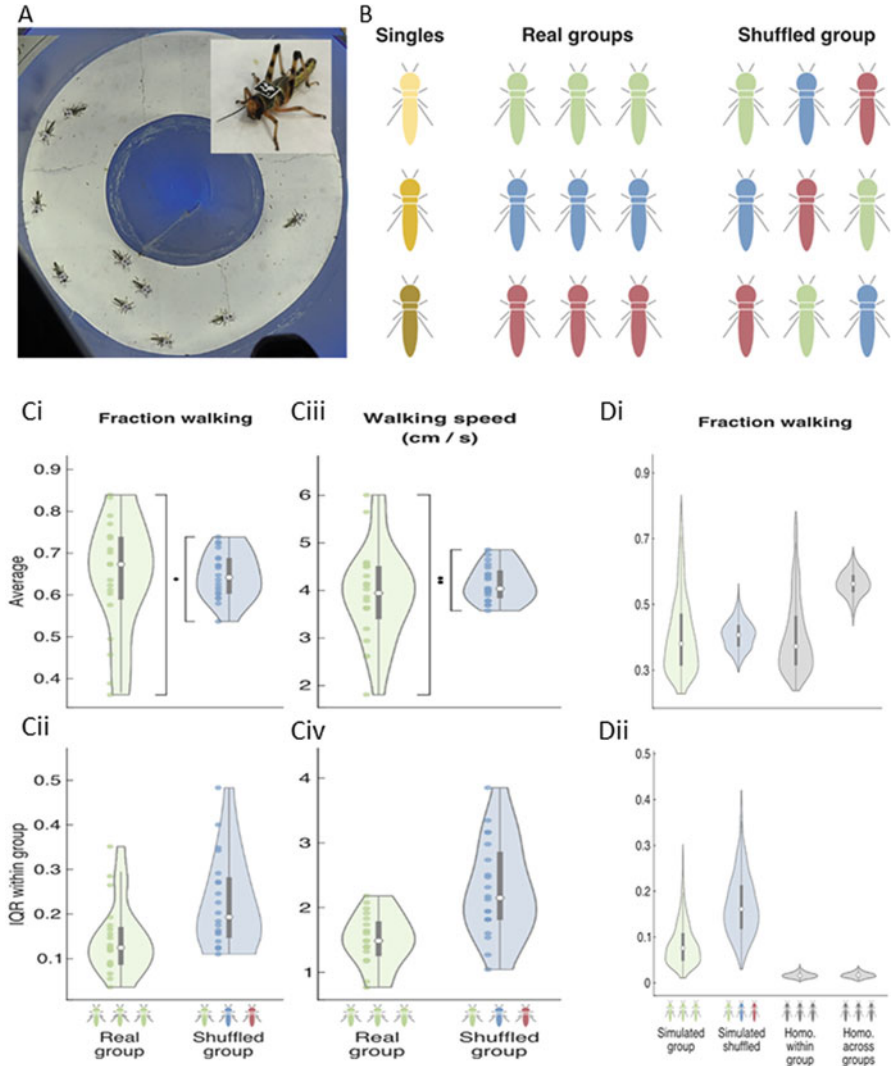 A
B
Singles
Real groups
Shuffled group
Ci
Fraction walking
Average
0.9
0.8
0.7
0.6
0.5
0.4
Ciii
Walking speed
(cm / s)
6
5
4
3
2
Di
Fraction walking
0.9
0.7
0.5
0.3
Cii
IQR within group
0.5
0.4
0.3
0.2
0.1
Real
group
Shuffled
group
Civ
4
3
2
1
Real
group
Shuffled
group
Dii
0.5
0.4
0.3
0.2
0.1
0
Simulated
group
Simulated
shuffled
Homo.
within
group
Homo.
across
groups